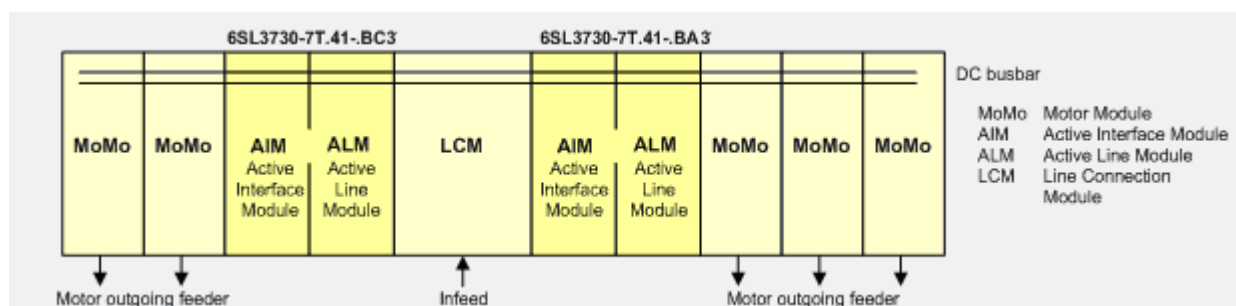 6SL3730-7T.41-.BC3 6SL3730-7T.41-.BA3
DC busbar
MoMo MoMo AIM ALM LCM AIM ALM MoMo MoMo MoMo
Active Active Active Active
Interface Line Interface Line
Module Module Module Module
MoMo Motor Module
AIM Active Interface Module
ALM Active Line Module
LCM Line Connection
Module
Motor outgoing feeder Infeed Motor outgoing feeder